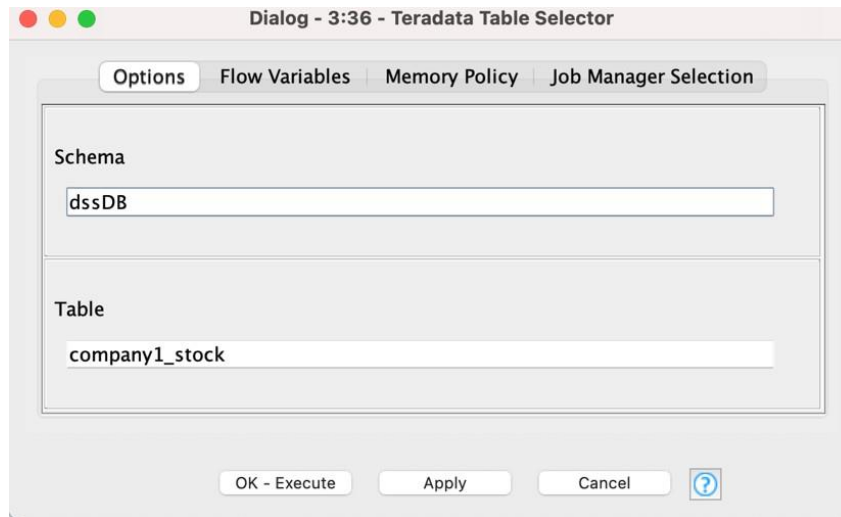 Dialog - 3:36 - Teradata Table Selector
Options Flow Variables Memory Policy Job Manager Selection
Schema
dssDB
Table
company1_stock
OK - Execute Apply Cancel ?